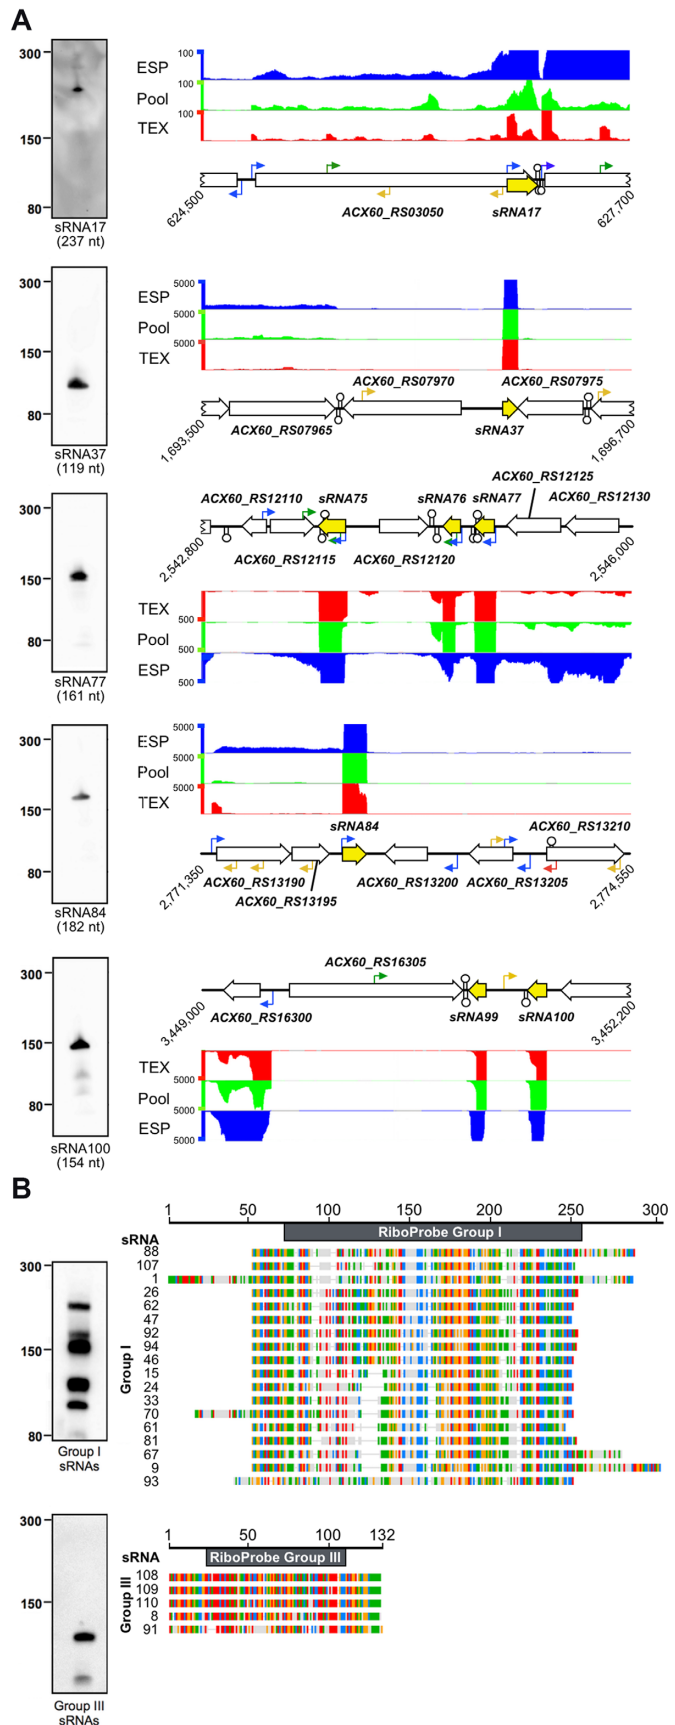 A
300
150
80
sRNA17
(237 nt)
ESP
Pool
TEX
100
100
100
624,500
ACX60_RS03050
sRNA17
627,700
300
150
80
sRNA37
(119 nt)
ESP
Pool
TEX
5000
5000
5000
ACX60_RS07970
ACX60_RS07975
ACX60_RS07965
sRNA37
1,693,500
1,696,700
300
150
80
sRNA77
(161 nt)
ACX60_RS12125
ACX60_RS12110
sRNA75
sRNA76
sRNA77
ACX60_RS12130
ACX60_RS12115
ACX60_RS12120
2,542,800
2,546,000
TEX
Pool
ESP
500
500
500
300
150
80
sRNA84
(182 nt)
ESP
Pool
TEX
5000
5000
5000
sRNA84
ACX60_RS13210
ACX60_RS13190
ACX60_RS13195
ACX60_RS13200
ACX60_RS13205
2,771,350
2,774,550
300
150
80
sRNA100
(154 nt)
ACX60_RS16305
ACX60_RS16300
sRNA99
sRNA100
3,449,000
3,452,200
TEX
Pool
ESP
5000
5000
5000
B
300
150
80
Group I
sRNAs
1 50 100 150 200 250 300
RiboProbe Group I
sRNA
Group I
88
107
1
26
62
47
92
94
46
15
24
33
70
61
81
67
9
93
300
150
Group III
sRNAs
1 50 100 132
RiboProbe Group III
sRNA
Group III
108
109
110
8
91